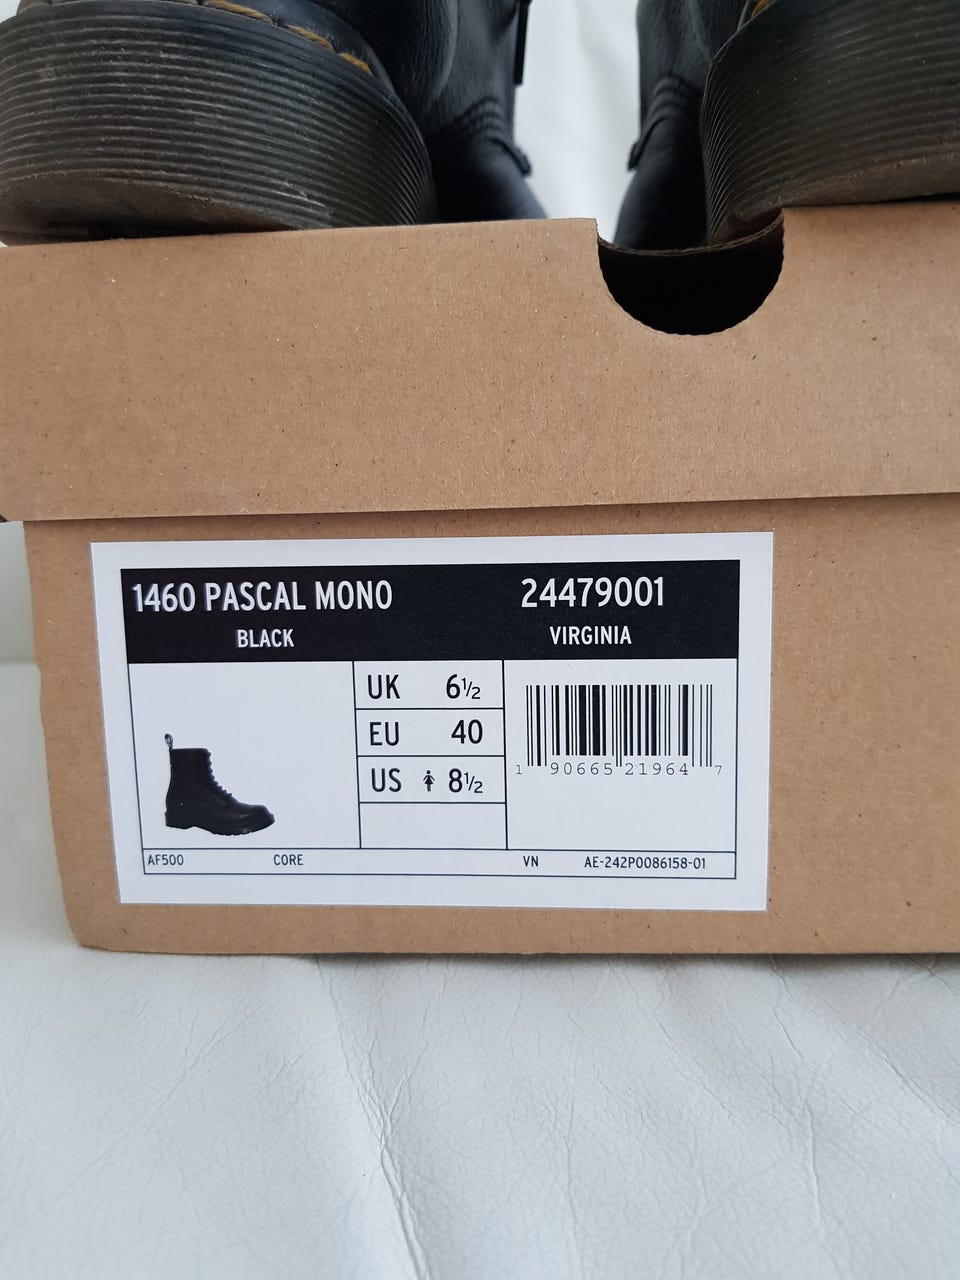 1460 PASCAL MONO 24479001
BLACK VIRGINIA
UK 6½
EU 40
US 8½
1 90665 21964 7
AF500 CORE VN AE-242P0086158-01